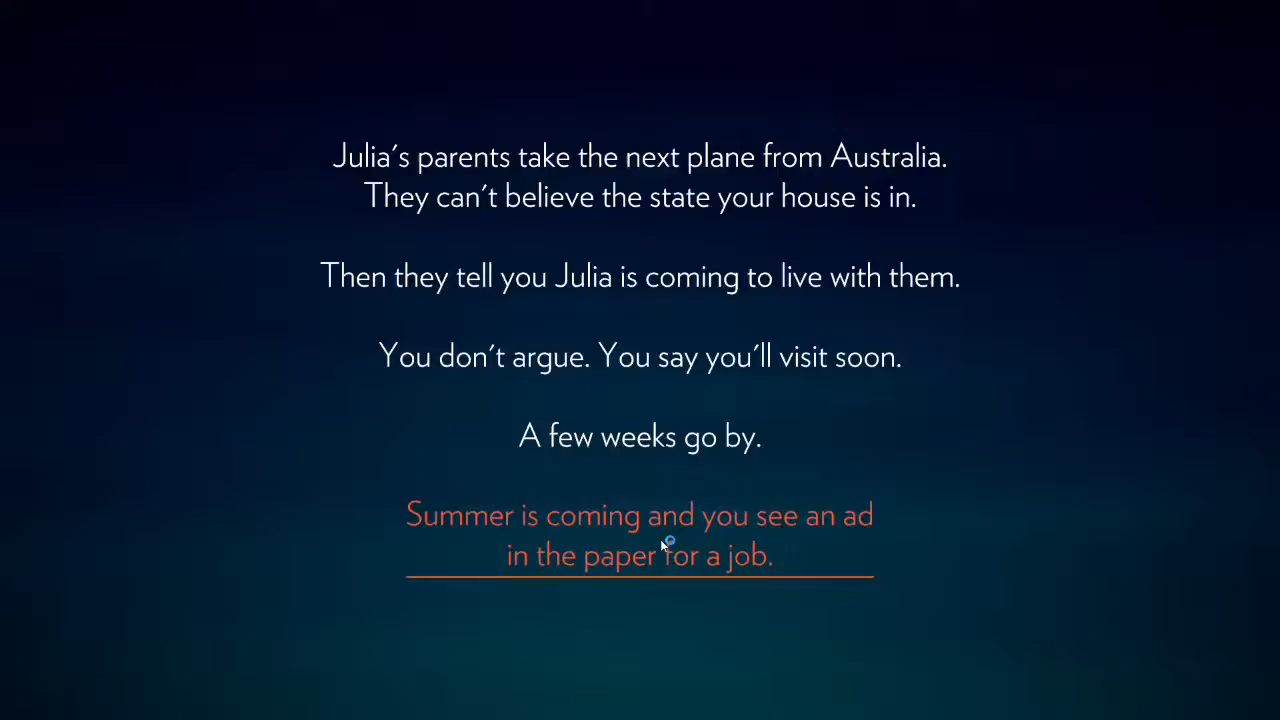 Julia's parents take the next plane from Australia.
They can't believe the state your house is in.
Then they tell you Julia is coming to live with them.
You don't argue. You say you'll visit soon.
A few weeks go by.
Summer is coming and you see an ad
in the paper for a job.